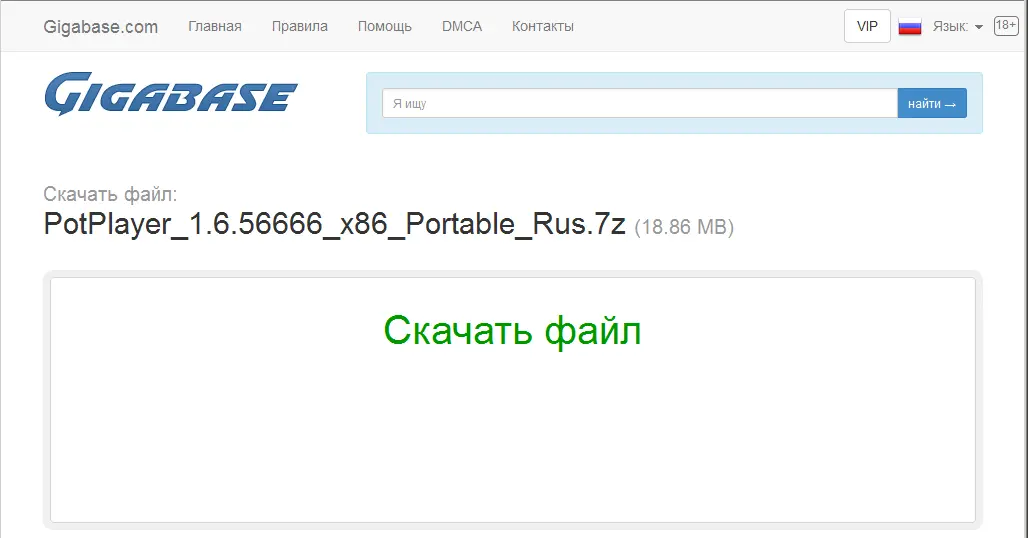 Gigabase.com Главная Правила Помощь DMCA Контакты VIP Язык: 18+
GIGABASE
Я ищу найти →
Скачать файл:
PotPlayer_1.6.56666_x86_Portable_Rus.7z (18.86 MB)
Скачать файл